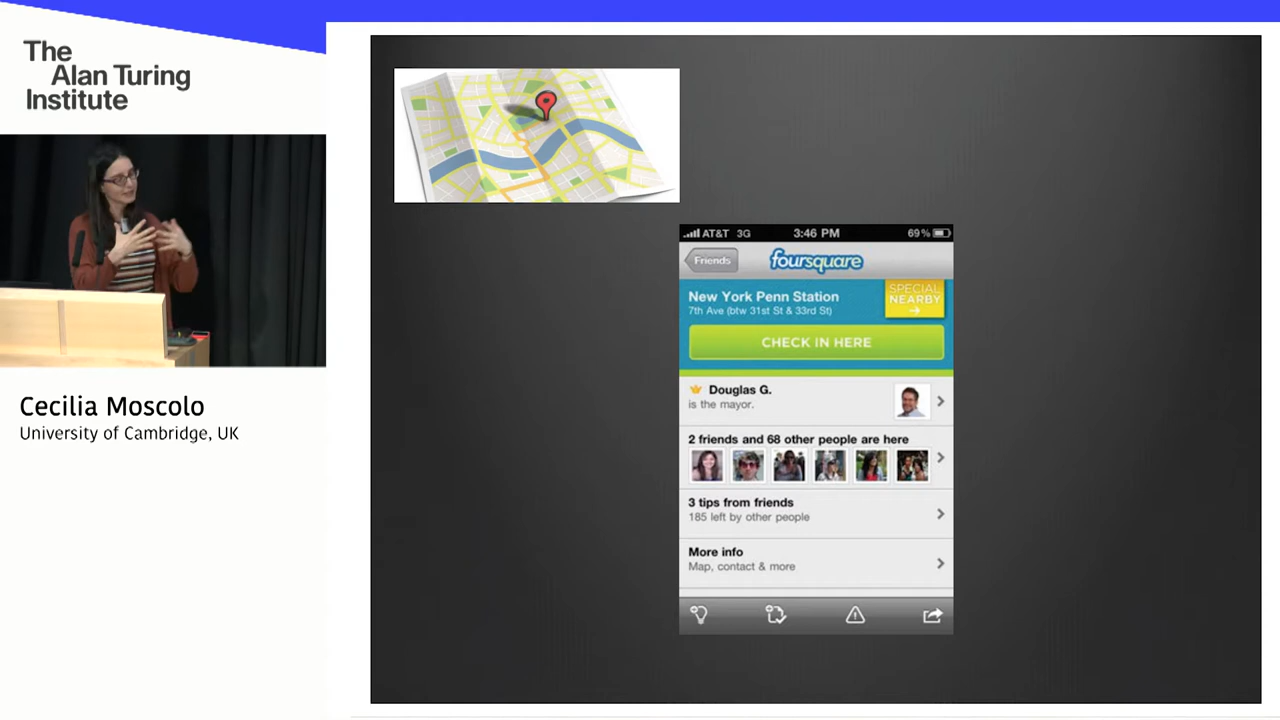 The
Alan Turing
Institute
Cecilia Moscolo
University of Cambridge, UK
AT&T 3G 3:46 PM 69%
Friends foursquare
New York Penn Station
7th Ave (btw 31st St & 33rd St)
SPECIAL
NEARBY
CHECK IN HERE
Douglas G.
is the mayor.
2 friends and 68 other people are here
3 tips from friends
185 left by other people
More info
Map, contact & more